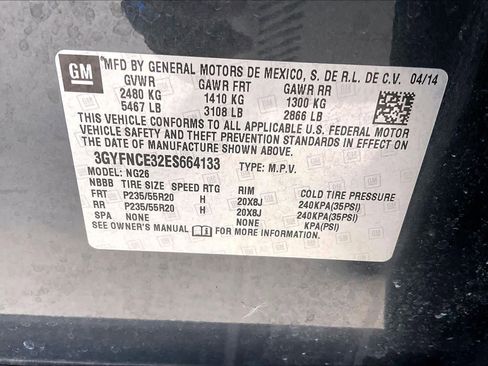 GM
MFD BY GENERAL MOTORS DE MEXICO, S. DE R.L. DE C.V. 04/14
GVWR GAWR FRT GAWR RR
2480 KG 1410 KG 1300 KG
5467 LB 3108 LB 2866 LB
THIS VEHICLE CONFORMS TO ALL APPLICABLE U.S. FEDERAL MOTOR
VEHICLE SAFETY AND THEFT PREVENTION STANDARDS IN EFFECT ON
THE DATE OF MANUFACTURE SHOWN ABOVE.
3GYFNCE32ES664133 TYPE: M.P.V.
MODEL: NG26
NBBB TIRE SIZE SPEED RTG RIM COLD TIRE PRESSURE
FRT P235/55R20 H 20X8J 240KPA(35PSI)
RR P235/55R20 H 20X8J 240KPA(35PSI)
SPA NONE NONE KPA(PSI)
SEE OWNER'S MANUAL FOR MORE INFORMATION.